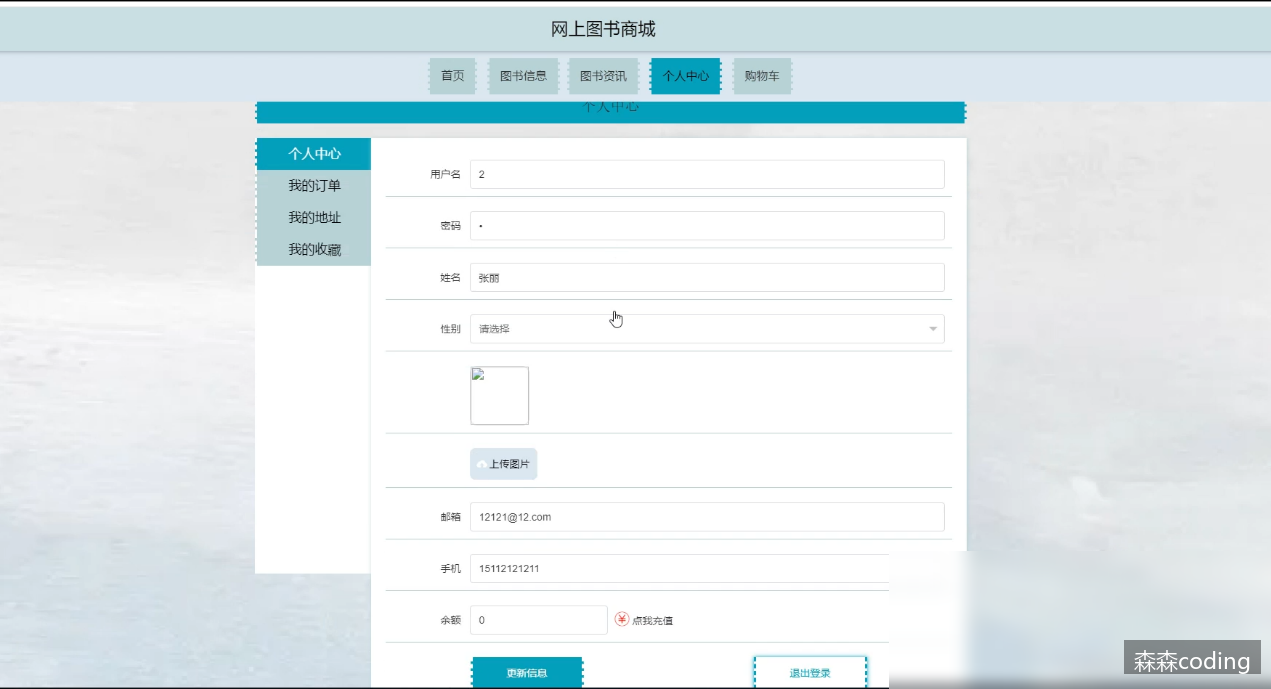 网上图书商城
首页 图书信息 图书资讯 个人中心 购物车
个人中心
个人中心
我的订单
我的地址
我的收藏
用户名 2
密码 •
姓名 张丽
性别 请选择
上传图片
邮箱 12121@12.com
手机 15112121211
余额 0 ¥ 点我充值
更新信息 退出登录
森森coding